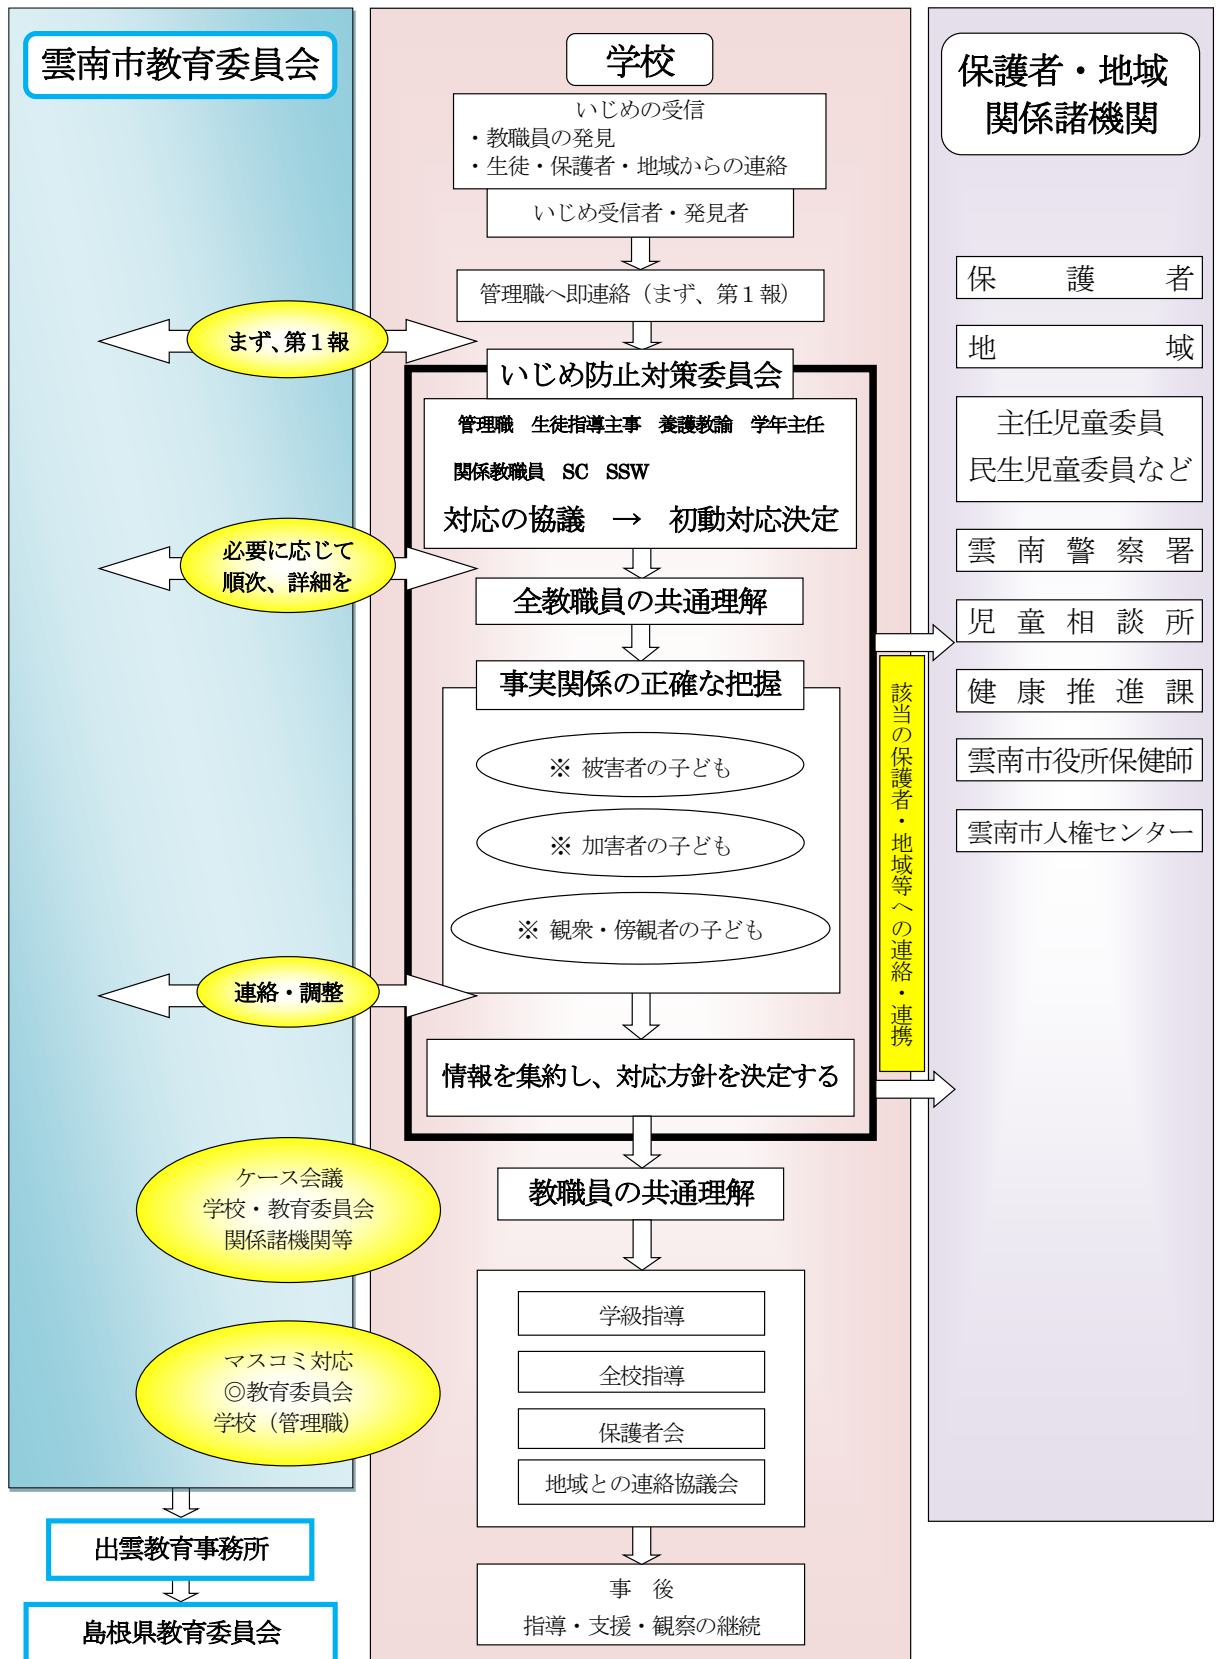 雲南市教育委員会
まず、第１報
必要に応じて
順次、詳細を
連絡・調整
ケース会議
学校・教育委員会
関係諸機関等
マスコミ対応
◎教育委員会
学校（管理職）
出雲教育事務所
島根県教育委員会
学校
いじめの受信
・教職員の発見
・生徒・保護者・地域からの連絡
いじめ受信者・発見者
管理職へ即連絡（まず、第１報）
いじめ防止対策委員会
管理職　生徒指導主事　養護教諭　学年主任
関係教職員　SC　SSW
対応の協議　→　初動対応決定
全教職員の共通理解
事実関係の正確な把握
※ 被害者の子ども
※ 加害者の子ども
※ 観衆・傍観者の子ども
情報を集約し、対応方針を決定する
教職員の共通理解
学級指導
全校指導
保護者会
地域との連絡協議会
事　後
指導・支援・観察の継続
該当の保護者・地域等への連絡・連携
保護者・地域
関係諸機関
保護者
地域
主任児童委員
民生児童委員など
雲南警察署
児童相談所
健康推進課
雲南市役所保健師
雲南市人権センター